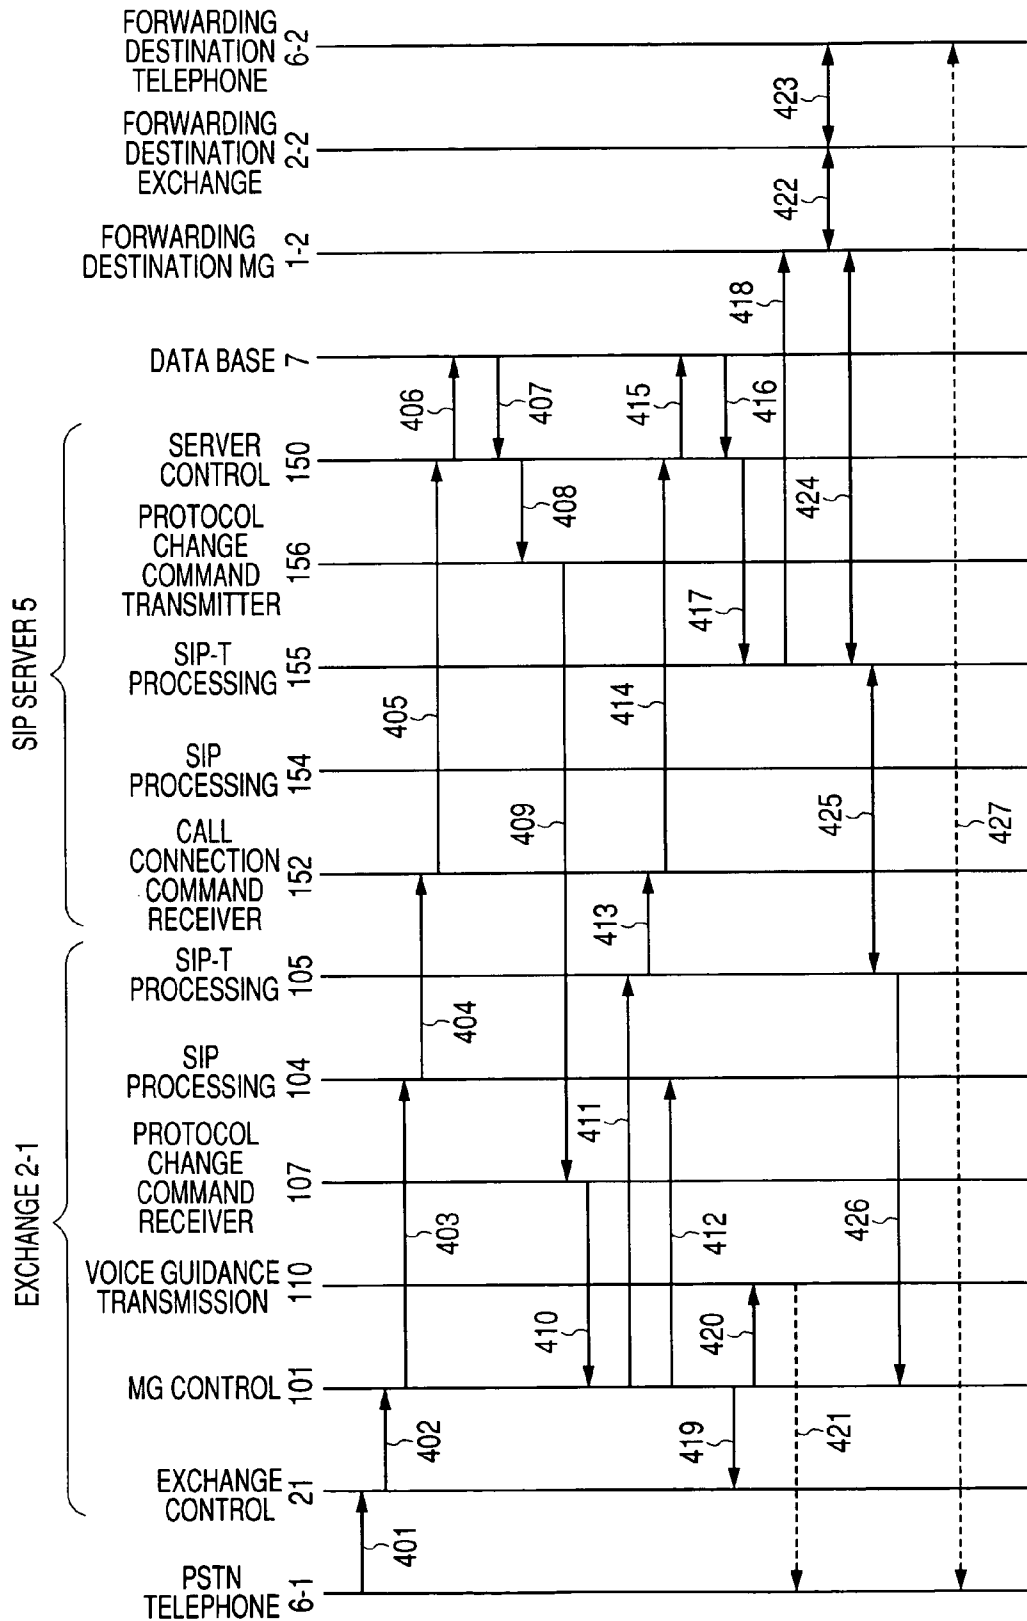 EXCHANGE 2-1
SIP SERVER 5
PSTN
TELEPHONE
6-1
EXCHANGE
CONTROL
21
MG CONTROL
101
VOICE GUIDANCE
TRANSMISSION
110
PROTOCOL
CHANGE
COMMAND
RECEIVER
107
SIP
PROCESSING
104
SIP-T
PROCESSING
105
CALL
CONNECTION
COMMAND
RECEIVER
152
SIP
PROCESSING
154
SIP-T
PROCESSING
155
PROTOCOL
CHANGE
COMMAND
TRANSMITTER
156
SERVER
CONTROL
150
DATA BASE
7
FORWARDING
DESTINATION MG
1-2
FORWARDING
DESTINATION
EXCHANGE
2-2
FORWARDING
DESTINATION
TELEPHONE
6-2
401
402
403
404
405
406
407
408
409
410
411
412
413
414
415
416
417
418
419
420
421
422
423
424
425
426
427